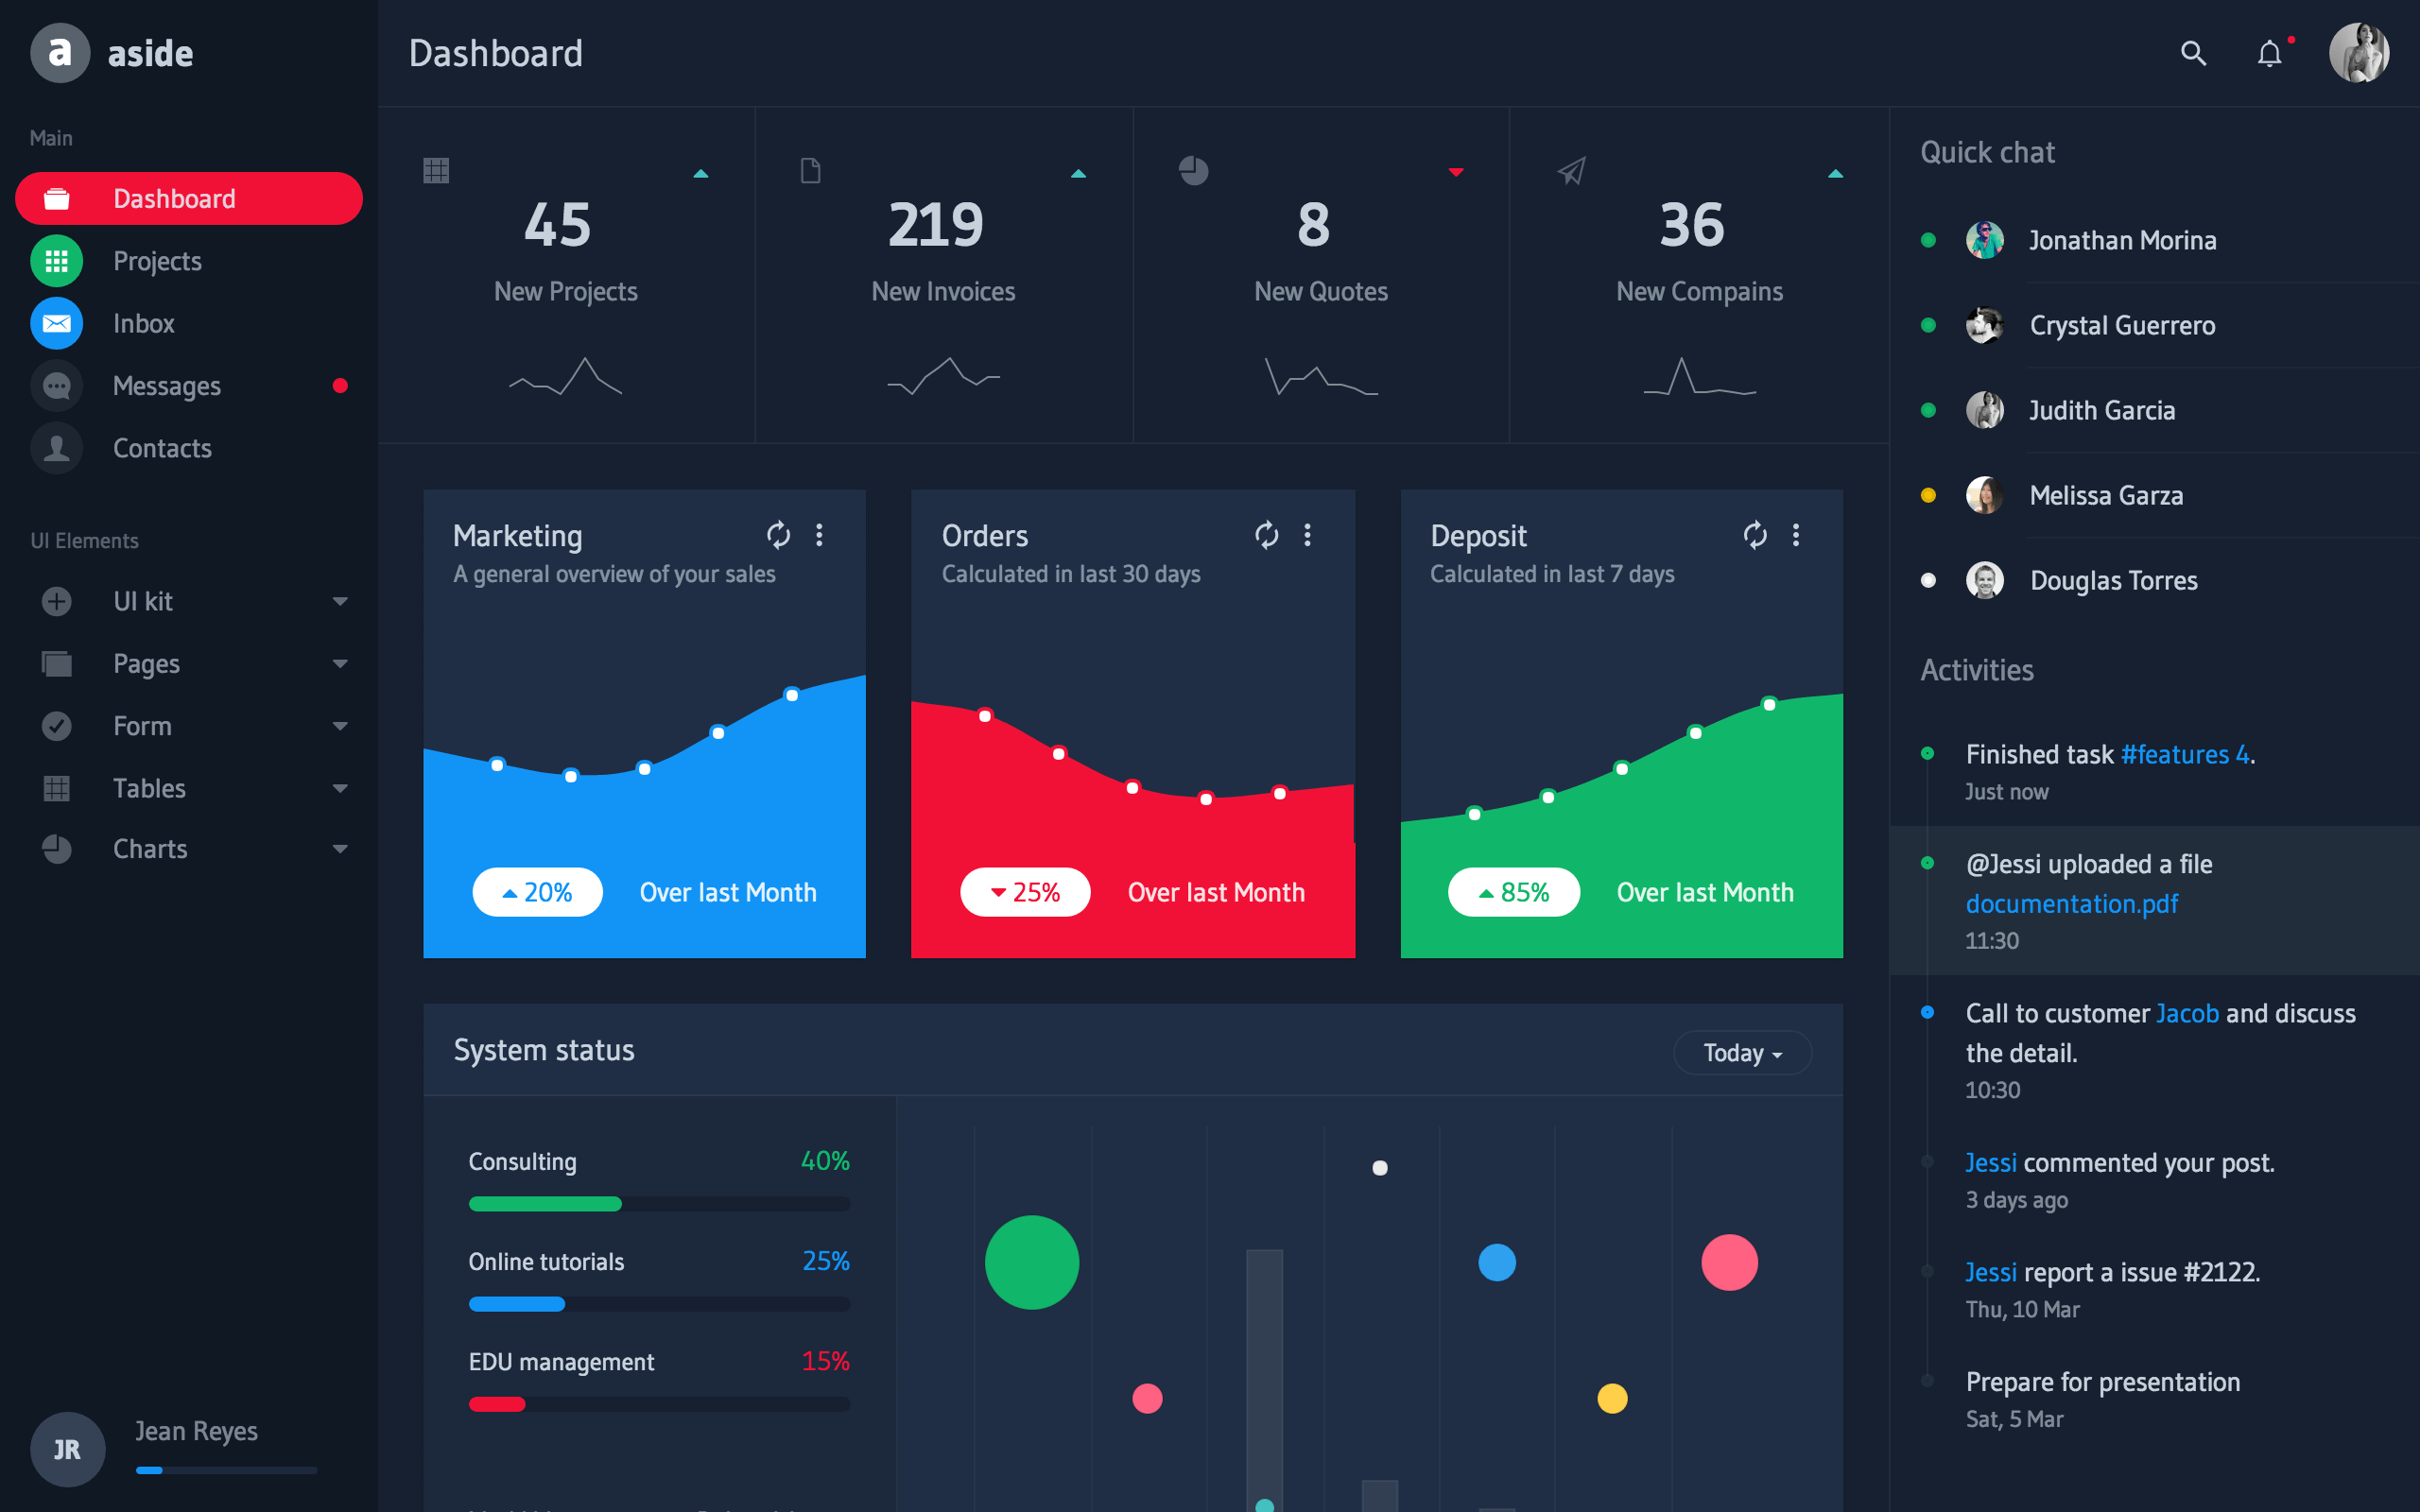 a aside
Main
Dashboard
Projects
Inbox
Messages
Contacts
UI Elements
UI kit
Pages
Form
Tables
Charts
JR
Jean Reyes
Dashboard
45
New Projects
219
New Invoices
8
New Quotes
36
New Compains
Marketing
A general overview of your sales
20% Over last Month
Orders
Calculated in last 30 days
25% Over last Month
Deposit
Calculated in last 7 days
85% Over last Month
System status
Today
Consulting 40%
Online tutorials 25%
EDU management 15%
Quick chat
Jonathan Morina
Crystal Guerrero
Judith Garcia
Melissa Garza
Douglas Torres
Activities
Finished task #features 4.
Just now
@Jessi uploaded a file
documentation.pdf
11:30
Call to customer Jacob and discuss
the detail.
10:30
Jessi commented your post.
3 days ago
Jessi report a issue #2122.
Thu, 10 Mar
Prepare for presentation
Sat, 5 Mar